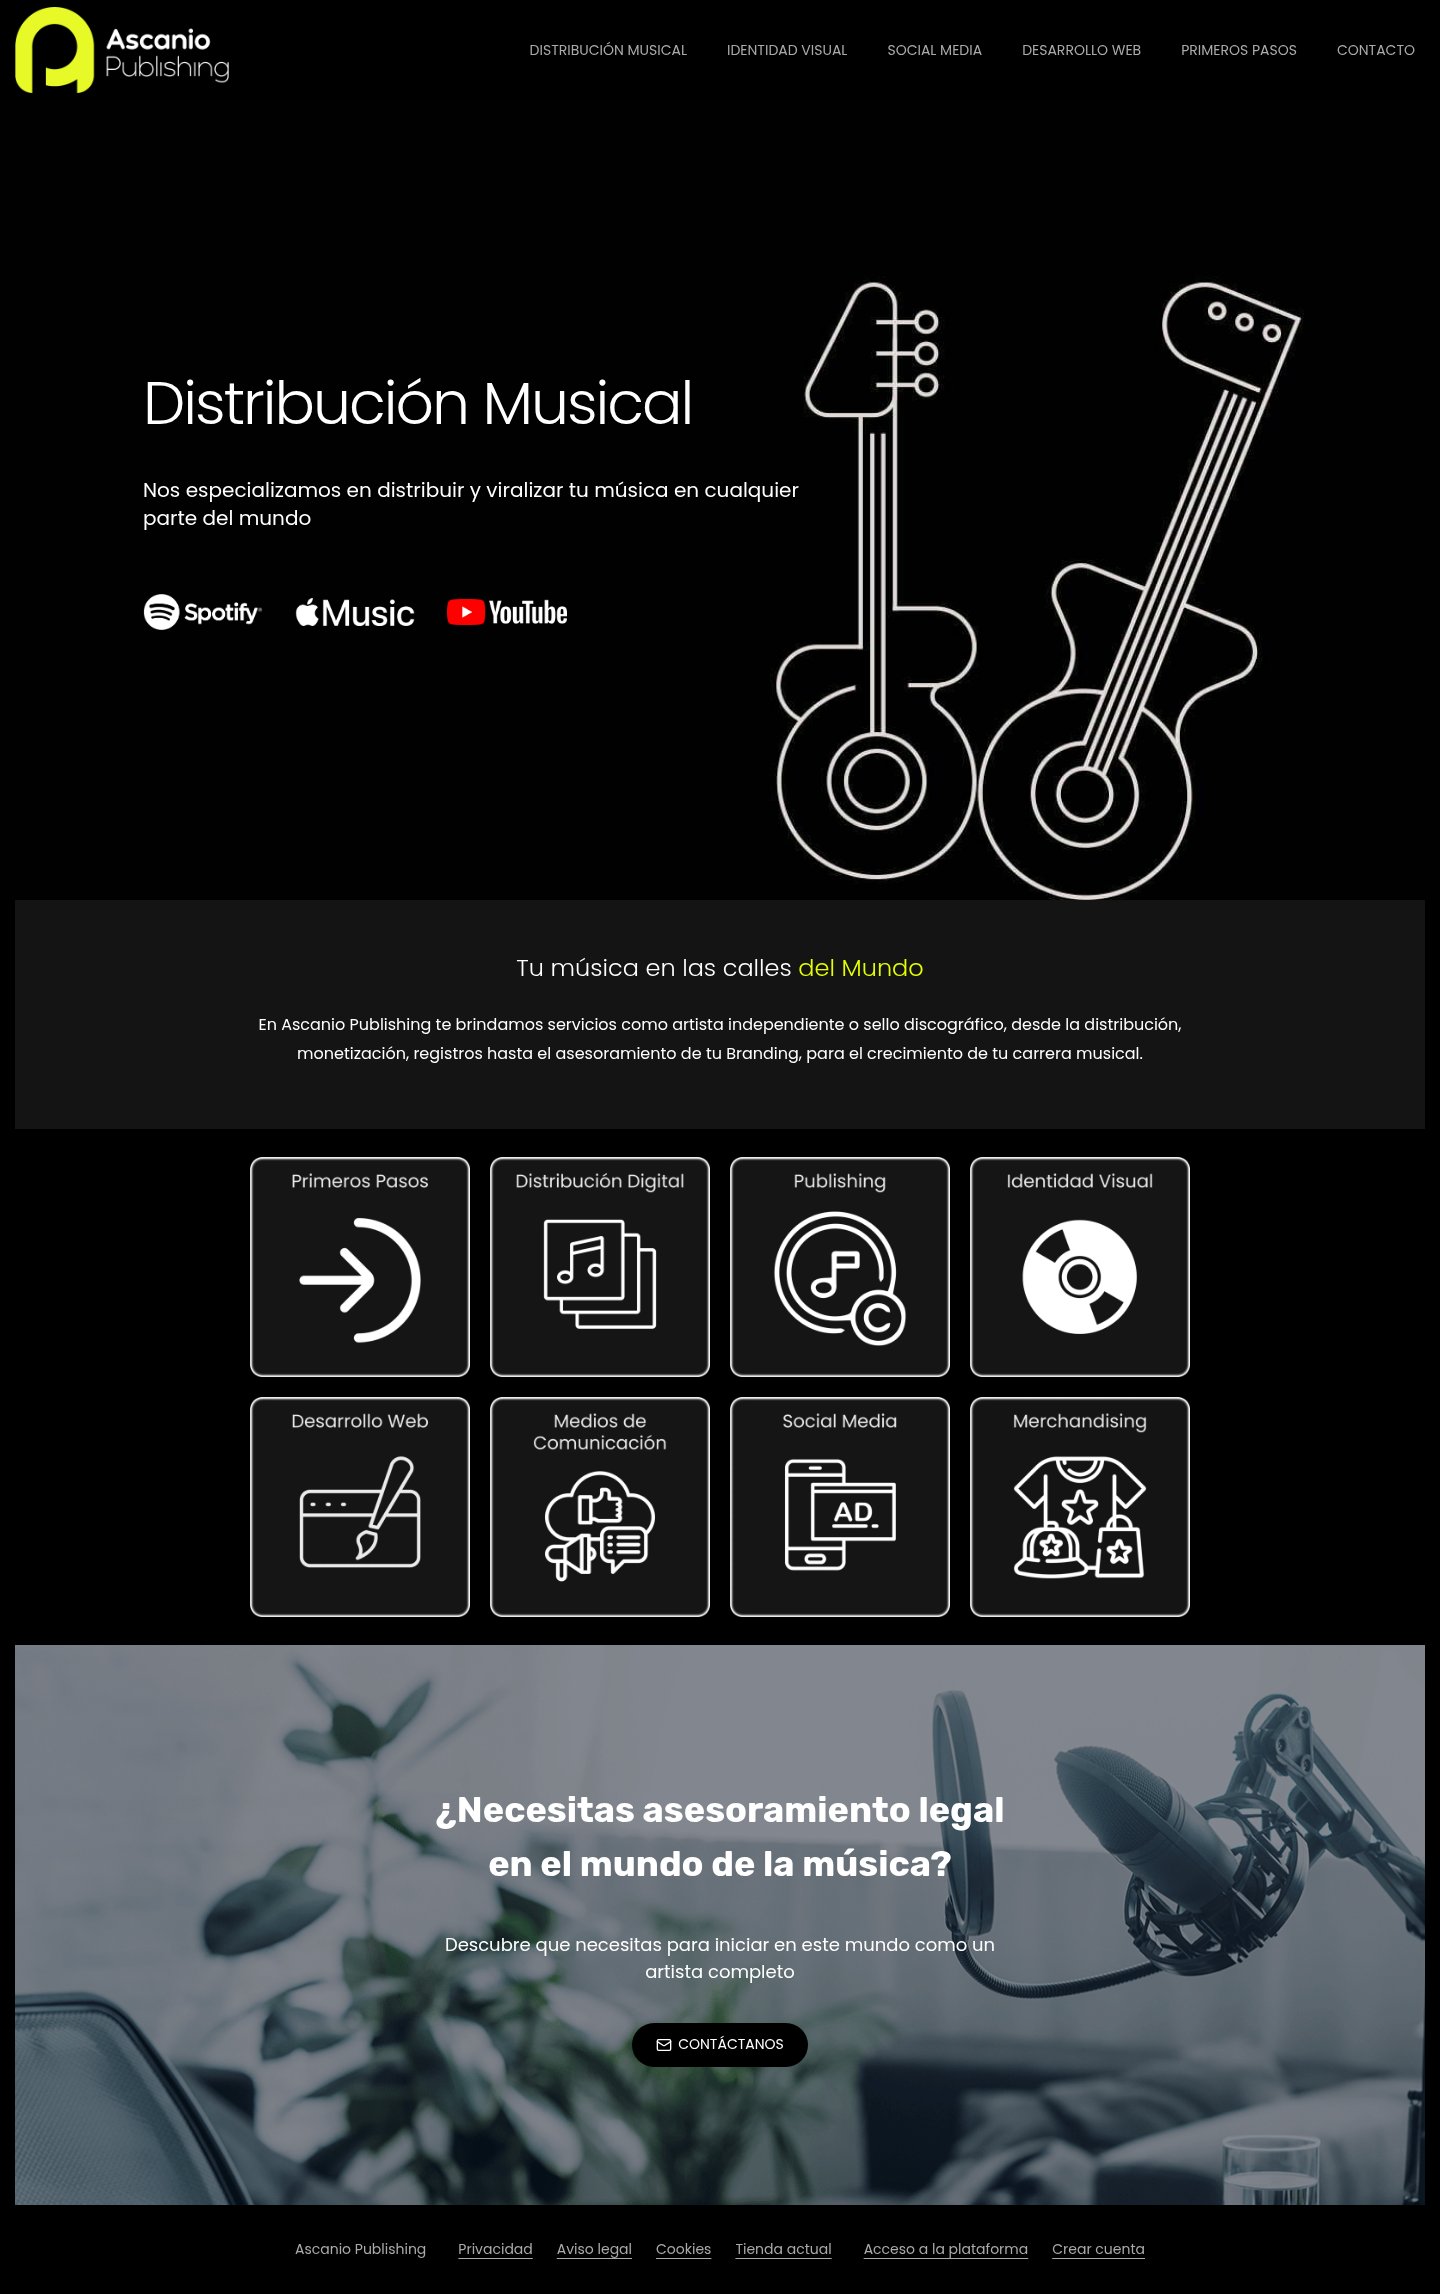 Ascanio
Publishing
DISTRIBUCIÓN MUSICAL IDENTIDAD VISUAL SOCIAL MEDIA DESARROLLO WEB PRIMEROS PASOS CONTACTO
Distribución Musical
Nos especializamos en distribuir y viralizar tu música en cualquier
parte del mundo
Spotify Music YouTube
Tu música en las calles del Mundo
En Ascanio Publishing te brindamos servicios como artista independiente o sello discográfico, desde la distribución,
monetización, registros hasta el asesoramiento de tu Branding, para el crecimiento de tu carrera musical.
Primeros Pasos
Distribución Digital
Publishing
C
Identidad Visual
Desarrollo Web
Medios de
Comunicación
Social Media
AD
Merchandising
¿Necesitas asesoramiento legal
en el mundo de la música?
Descubre que necesitas para iniciar en este mundo como un
artista completo
CONTÁCTANOS
Ascanio Publishing Privacidad Aviso legal Cookies Tienda actual Acceso a la plataforma Crear cuenta